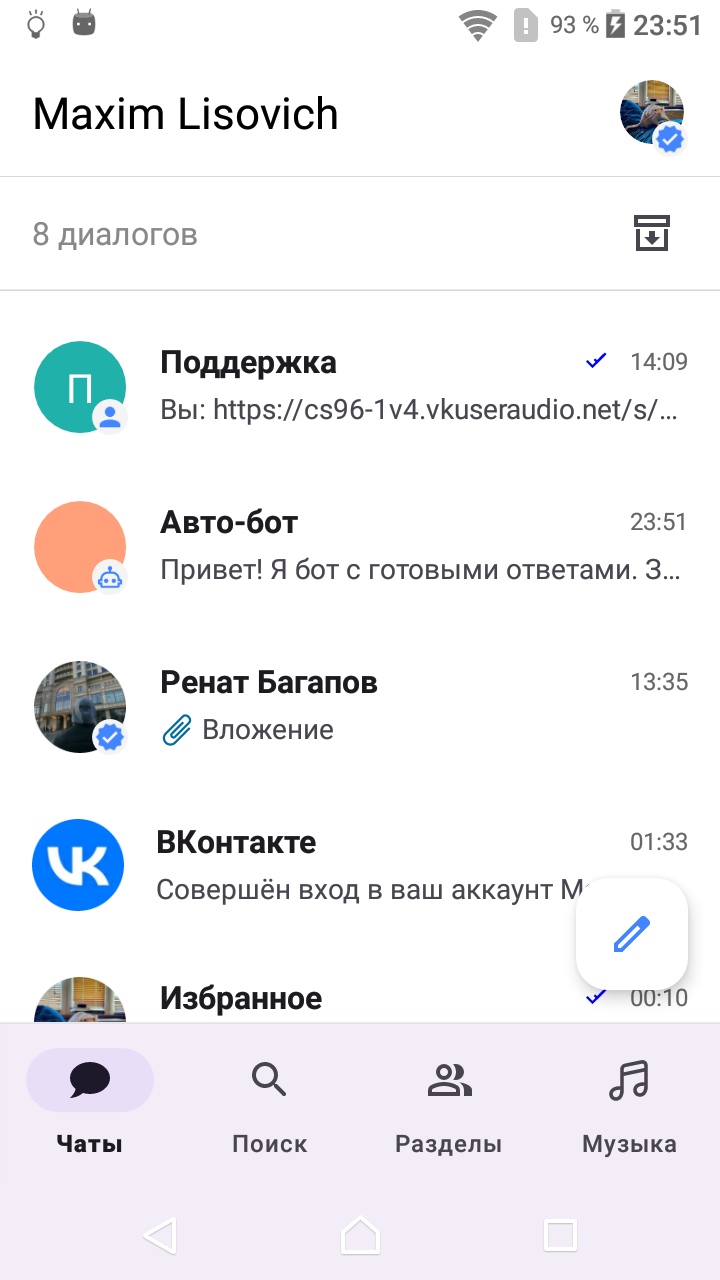 93 % 23:51
Maxim Lisovich
8 диалогов
П
Поддержка 14:09
Вы: https://cs96-1v4.vkuseraudio.net/s/...
Авто-бот 23:51
Привет! Я бот с готовыми ответами. З...
Ренат Багапов 13:35
Вложение
ВКонтакте 01:33
Совершён вход в ваш аккаунт M
Избранное 00:10
Чаты Поиск Разделы Музыка